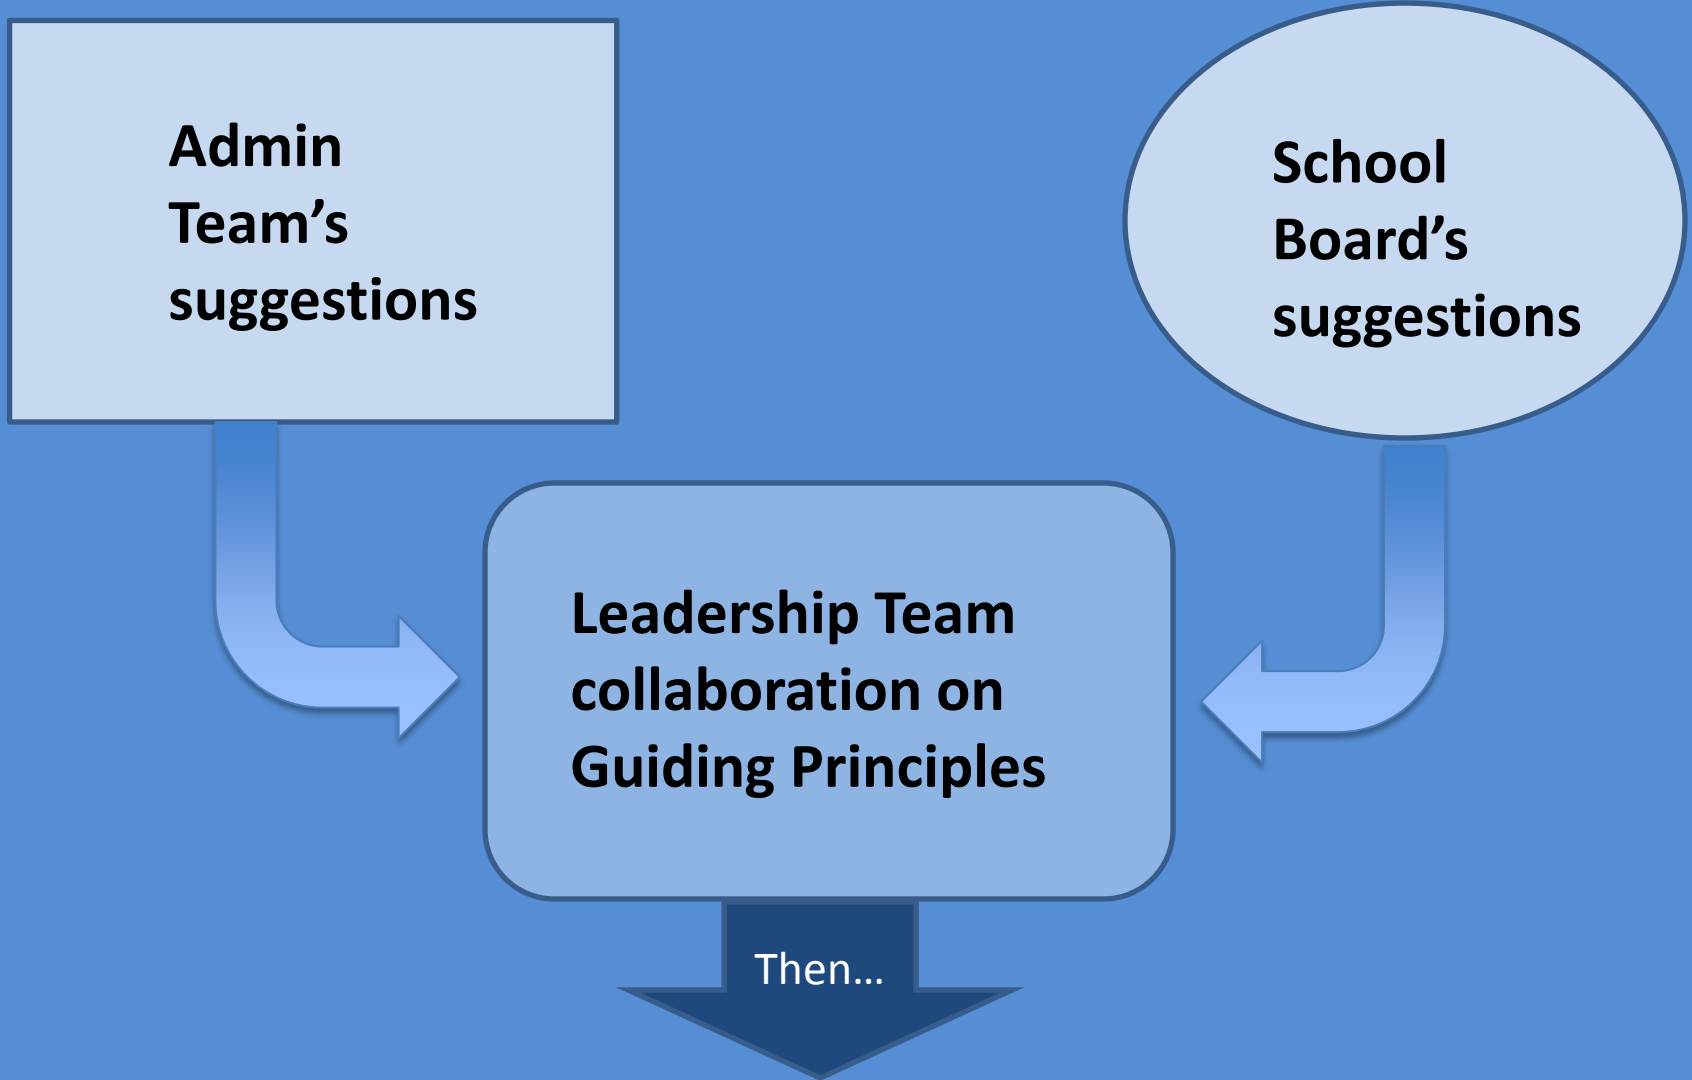 Admin
Team’s
suggestions
School
Board’s
suggestions
Leadership Team
collaboration on
Guiding Principles
Then…